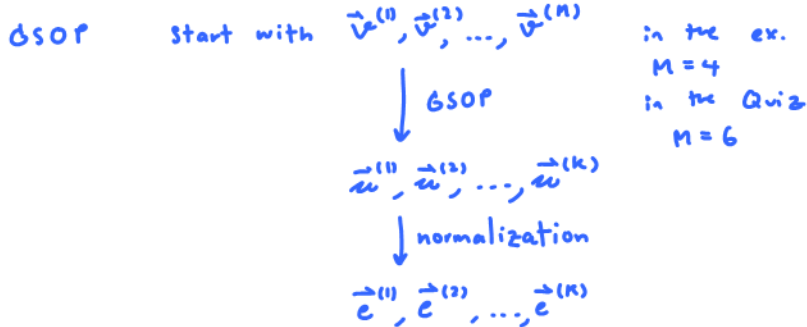 GSOP start with v⃗⁽¹⁾, v⃗⁽²⁾, ..., v⃗⁽ᴹ⁾ in the ex.
M = 4
GSOP in the Quiz
M = 6
u⃗⁽¹⁾, u⃗⁽²⁾, ..., u⃗⁽ᴷ⁾
normalization
e⃗⁽¹⁾, e⃗⁽²⁾, ..., e⃗⁽ᴷ⁾